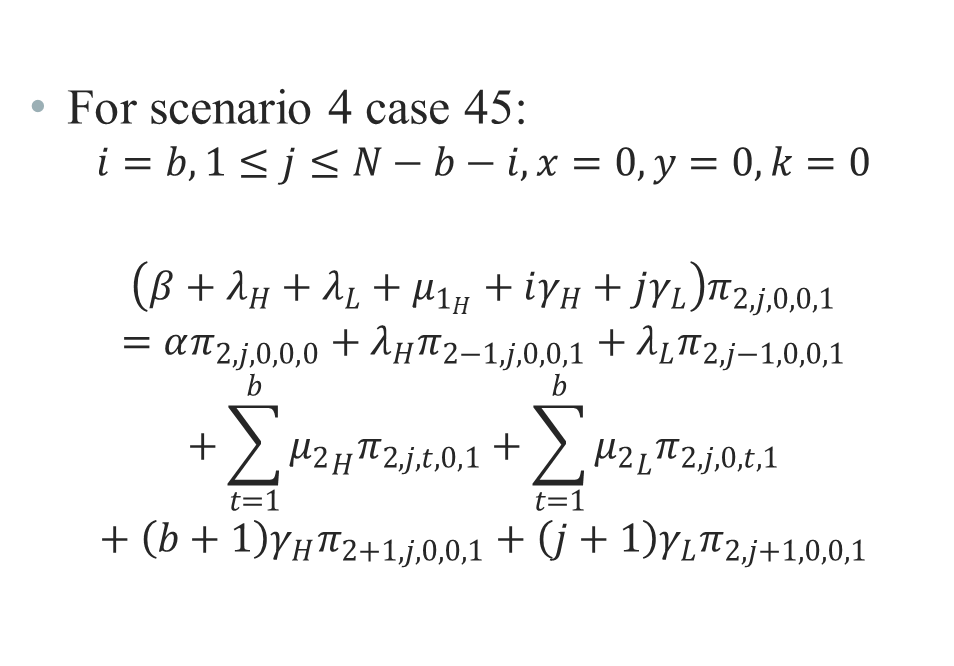 • For scenario 4 case 45:
𝑖 = 𝑏, 1 ≤ 𝑗 ≤ 𝑁 − 𝑏 − 𝑖, 𝑥 = 0, 𝑦 = 0, 𝑘 = 0
(β + λ_H + λ_L + μ_{1_H} + iγ_H + jγ_L)π_{2,j,0,0,1}
= απ_{2,j,0,0,0} + λ_Hπ_{2−1,j,0,0,1} + λ_Lπ_{2,j−1,0,0,1}
+ ∑_{t=1}^{b} μ_{2_H}π_{2,j,t,0,1} + ∑_{t=1}^{b} μ_{2_L}π_{2,j,0,t,1}
+ (b + 1)γ_Hπ_{2+1,j,0,0,1} + (j + 1)γ_Lπ_{2,j+1,0,0,1}